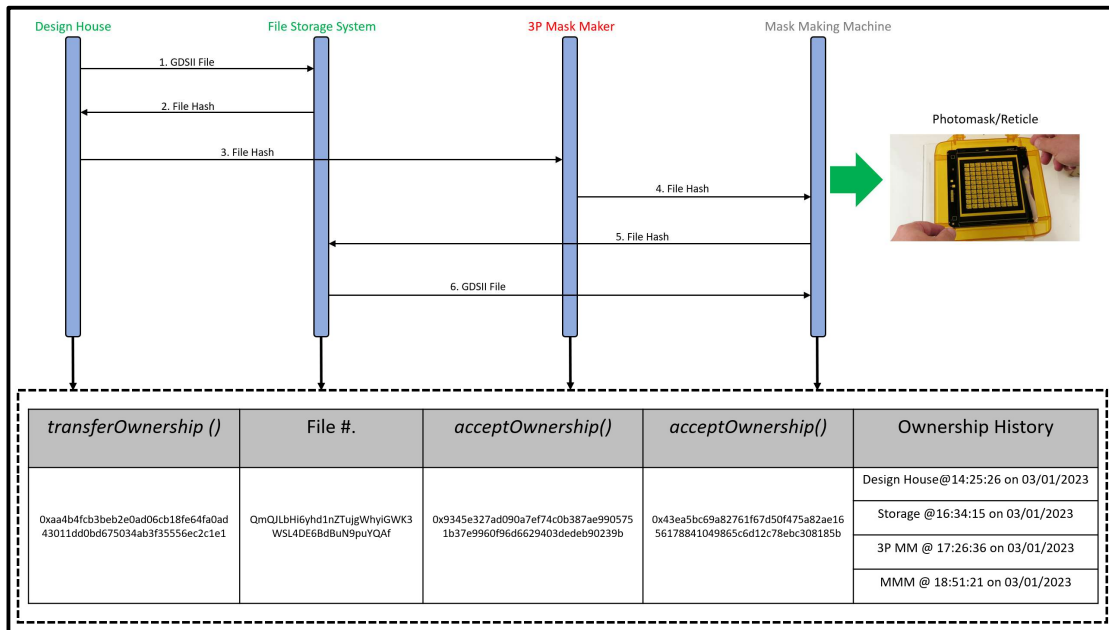 Design House
File Storage System
3P Mask Maker
Mask Making Machine
1. GDSII File
2. File Hash
3. File Hash
4. File Hash
5. File Hash
6. GDSII File
Photomask/Reticle
transferOwnership ()
File #.
acceptOwnership()
acceptOwnership()
Ownership History
0xaa4b4fcb3beb2e0ad06cb18fe64fa0ad
43011dd0bd675034ab3f35556ec2c1e1
QmQJLbHi6yhd1nZTujgWhyiGWK3
WSL4DE6BdBuN9puYQAf
0x9345e327ad090a7ef74c0b387ae990575
1b37e9960f96d6629403dedeb90239b
0x43ea5bc69a82761f67d50f475a82ae16
56178841049865c6d12c78ebc308185b
Design House@14:25:26 on 03/01/2023
Storage @16:34:15 on 03/01/2023
3P MM @ 17:26:36 on 03/01/2023
MMM @ 18:51:21 on 03/01/2023